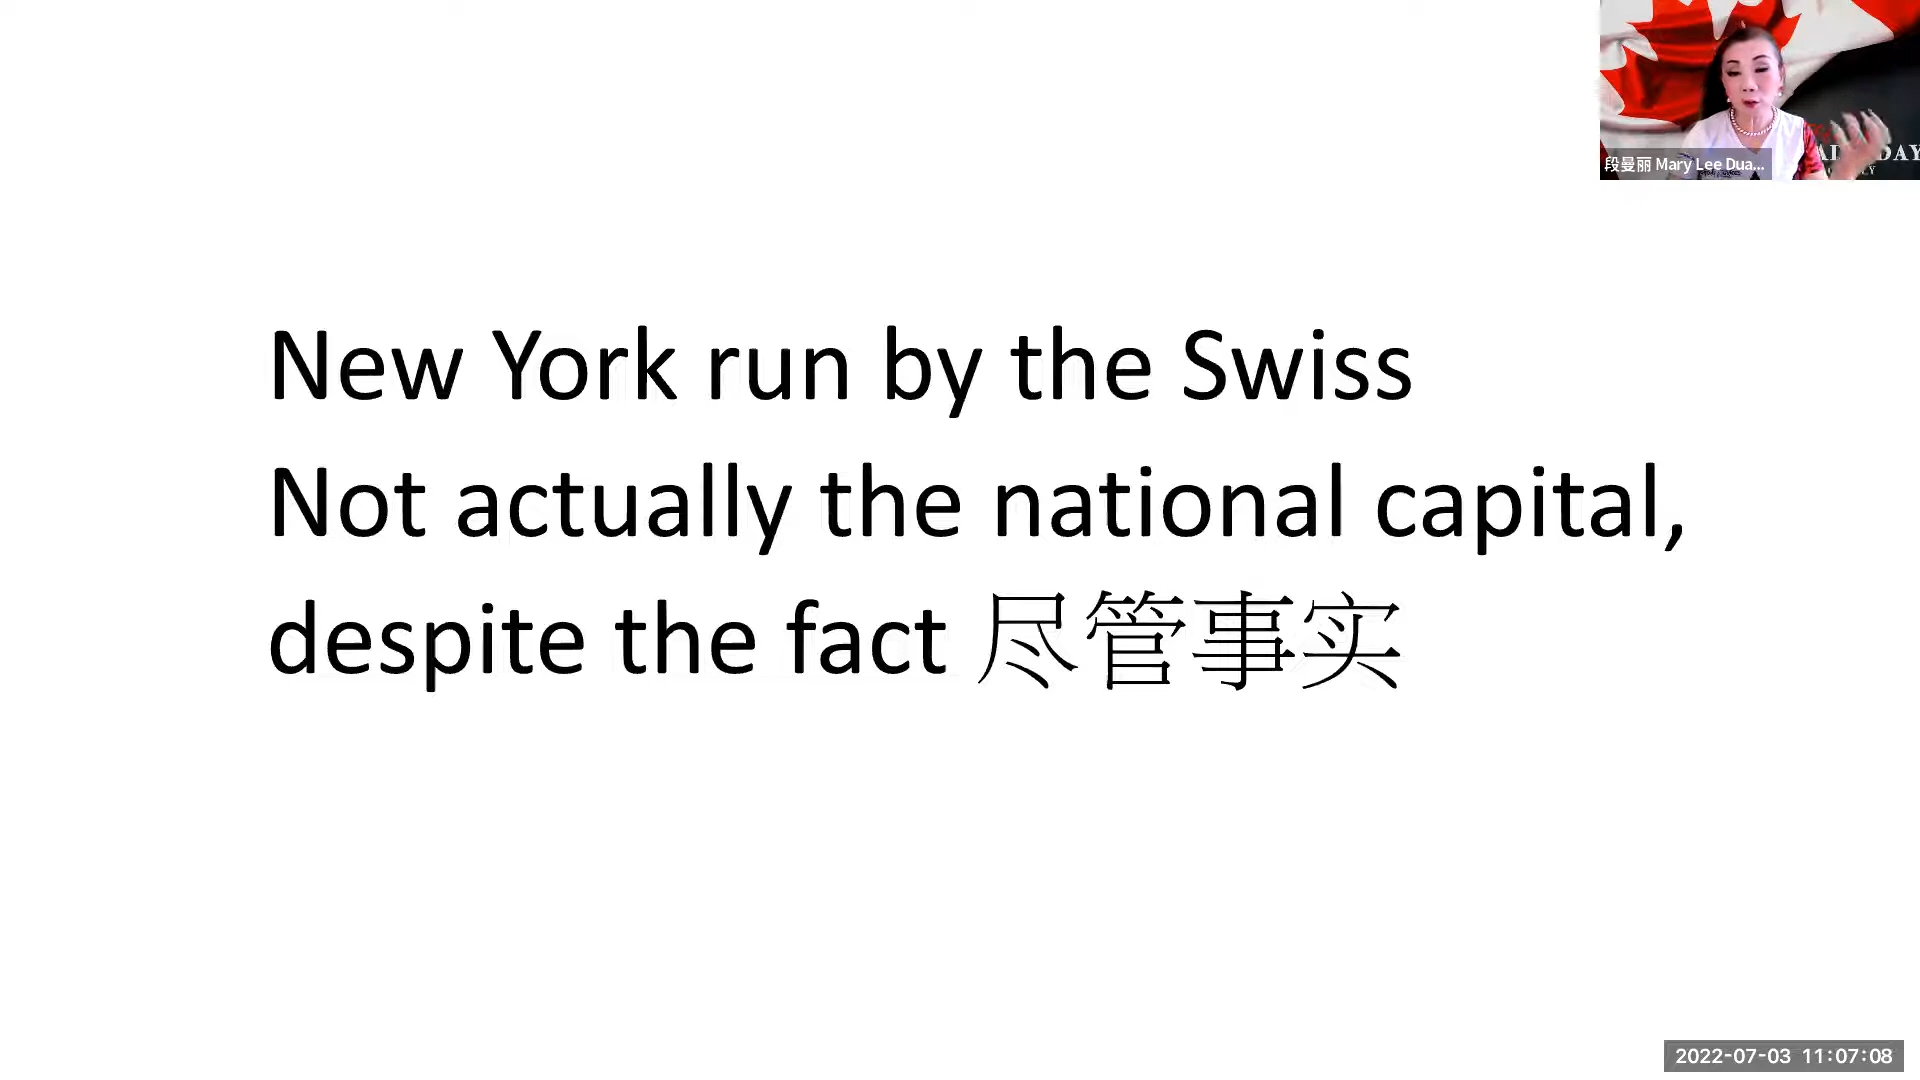 段曼丽 Mary Lee Dua...
New York run by the Swiss
Not actually the national capital,
despite the fact 尽管事实
2022-07-03 11:07:08